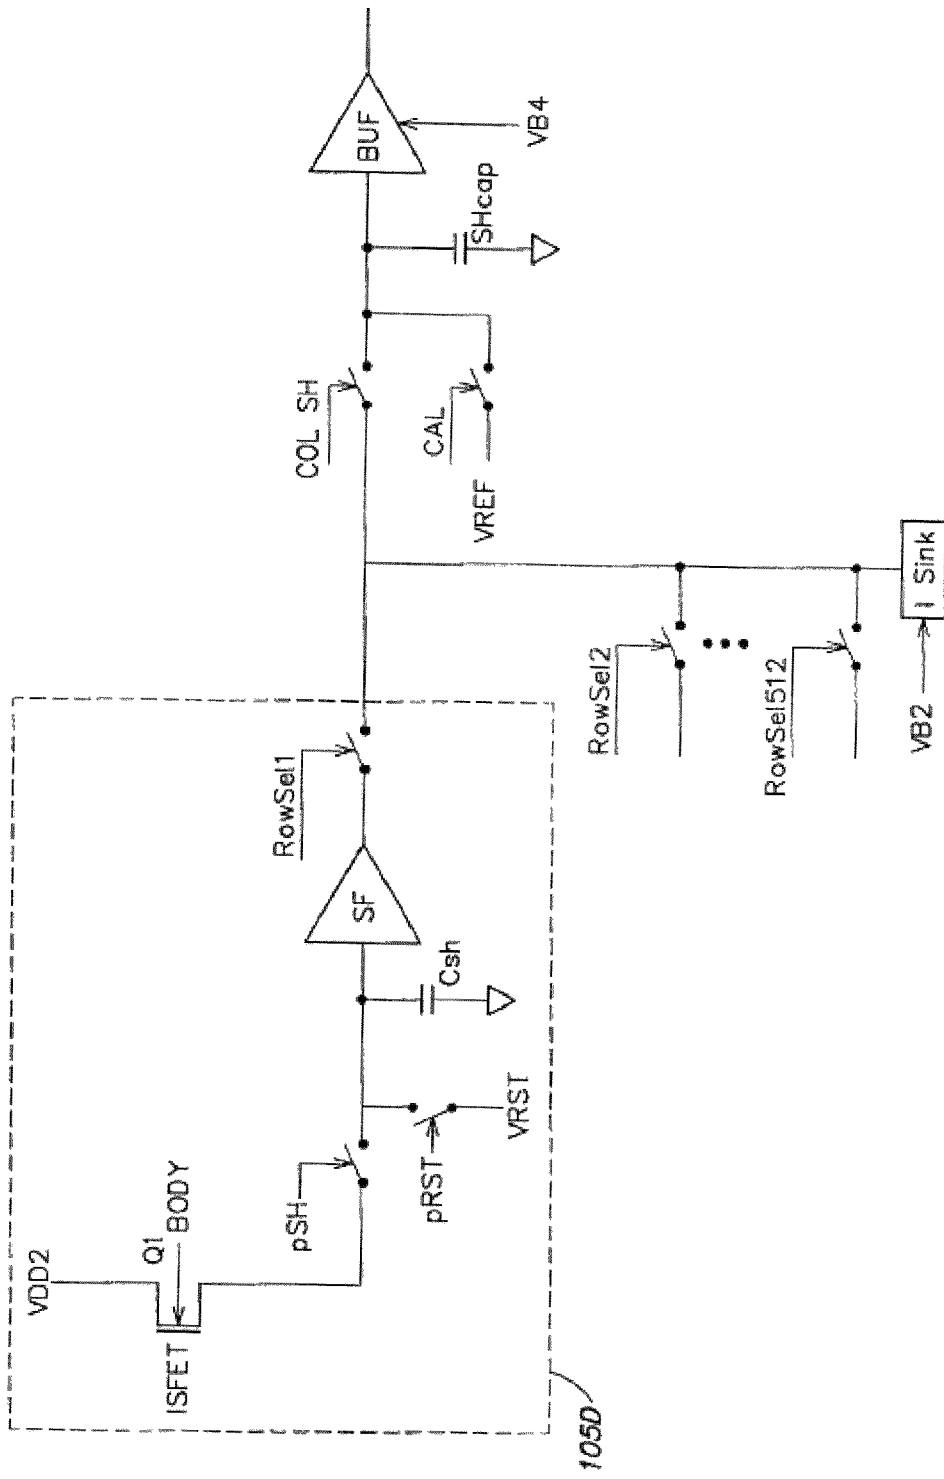 VDD2
Q1
BODY
ISFET
pSH
pRST
VRST
Csh
SF
RowSel1
105D
RowSel2
RowSel512
VB2
I Sink
COL SH
CAL
VREF
SHcap
BUF
VB4